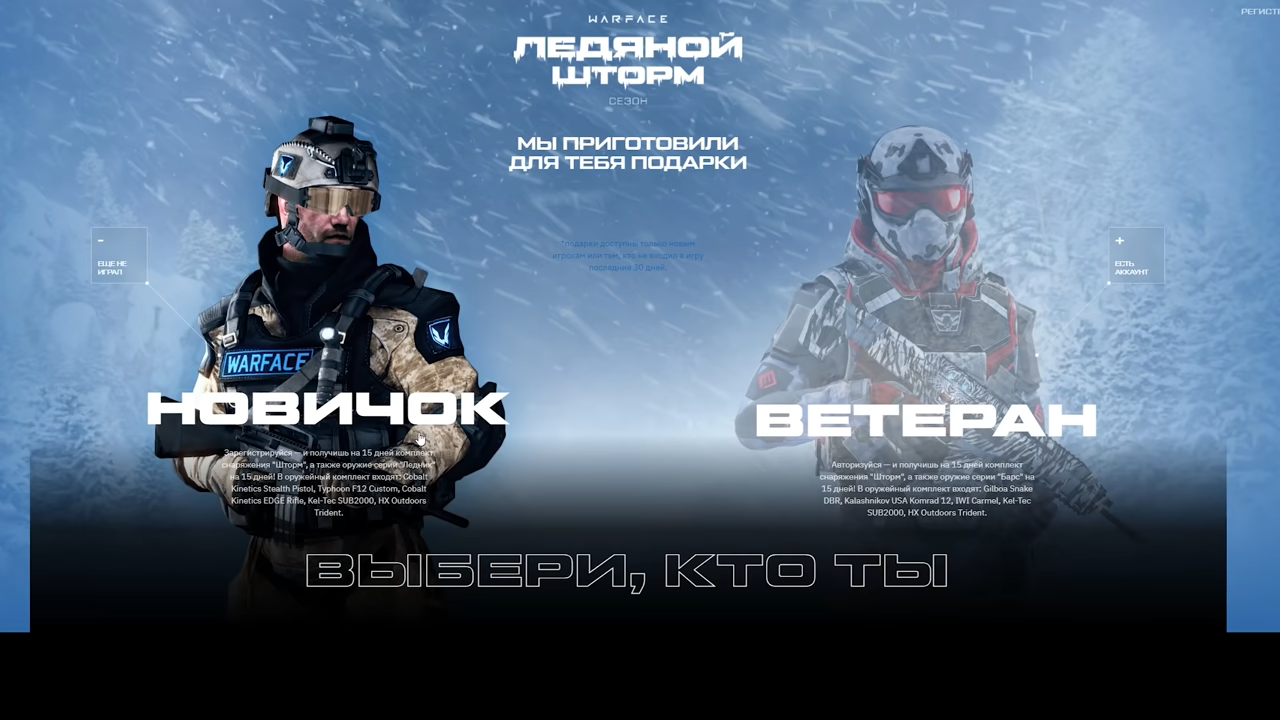 WARFACE
РЕГИСТР
ЛЕДЯНОЙ
ШТОРМ
СЕЗОН
МЫ ПРИГОТОВИЛИ
ДЛЯ ТЕБЯ ПОДАРКИ
*подарки доступны только новым
игрокам или тем, кто не входил в игру
последние 30 дней.
ЕЩЕ НЕ
ИГРАЛ
ЕСТЬ
АККАУНТ
WARFACE
НОВИЧОК
Зарегистрируйся — и получишь на 15 дней комплект
снаряжения "Шторм", а также оружие серии "Ледник"
на 15 дней! В оружейный комплект входят: Cobalt
Kinetics Stealth Pistol, Typhoon F12 Custom, Cobalt
Kinetics EDGE Rifle, Kel-Tec SUB2000, HX Outdoors
Trident.
ВЕТЕРАН
Авторизуйся — и получишь на 15 дней комплект
снаряжения "Шторм", а также оружие серии "Барс" на
15 дней! В оружейный комплект входят: Gilboa Snake
DBR, Kalashnikov USA Komrad 12, IWI Carmel, Kel-Tec
SUB2000, HX Outdoors Trident.
ВЫБЕРИ, КТО ТЫ